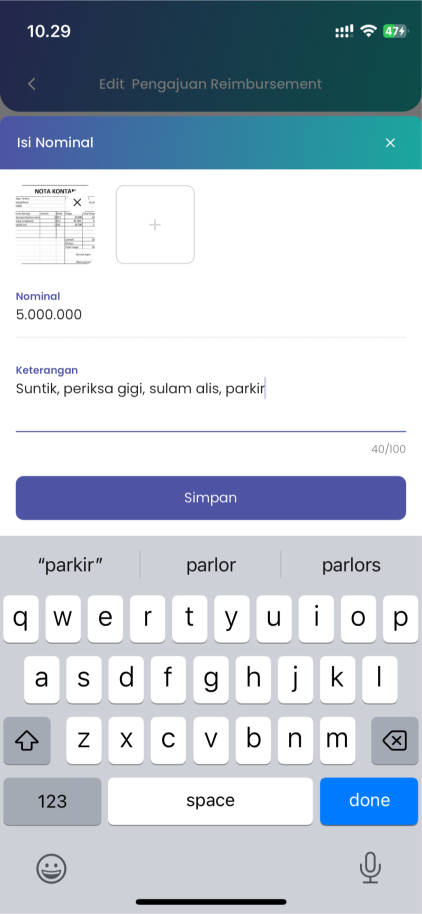 10.29
47
Edit Pengajuan Reimbursement
Isi Nominal
NOTA KONTAN
Nominal
5.000.000
Keterangan
Suntik, periksa gigi, sulam alis, parkir
40/100
Simpan
“parkir” parlor parlors
q w e r t y u i o p
a s d f g h j k l
z x c v b n m
123 space done